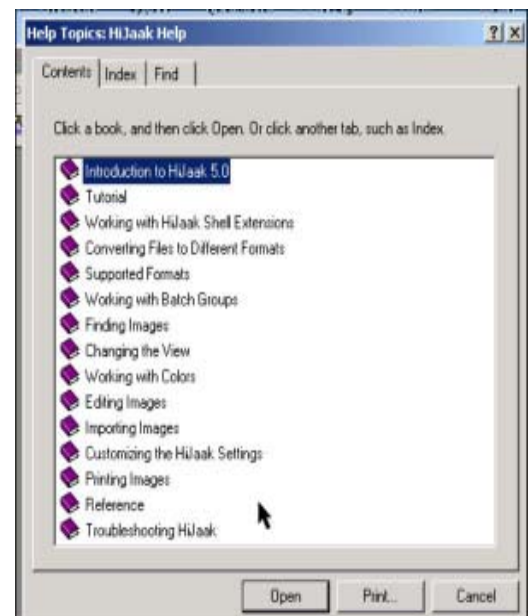 Help Topics: HiJaak Help
Contents Index Find
Click a book, and then click Open. Or click another tab, such as Index.
Introduction to HiJaak 5.0
Tutorial
Working with HiJaak Shell Extensions
Converting Files to Different Formats
Supported Formats
Working with Batch Groups
Finding Images
Changing the View
Working with Colors
Editing Images
Importing Images
Customizing the HiJaak Settings
Printing Images
Reference
Troubleshooting HiJaak
Open Print... Cancel